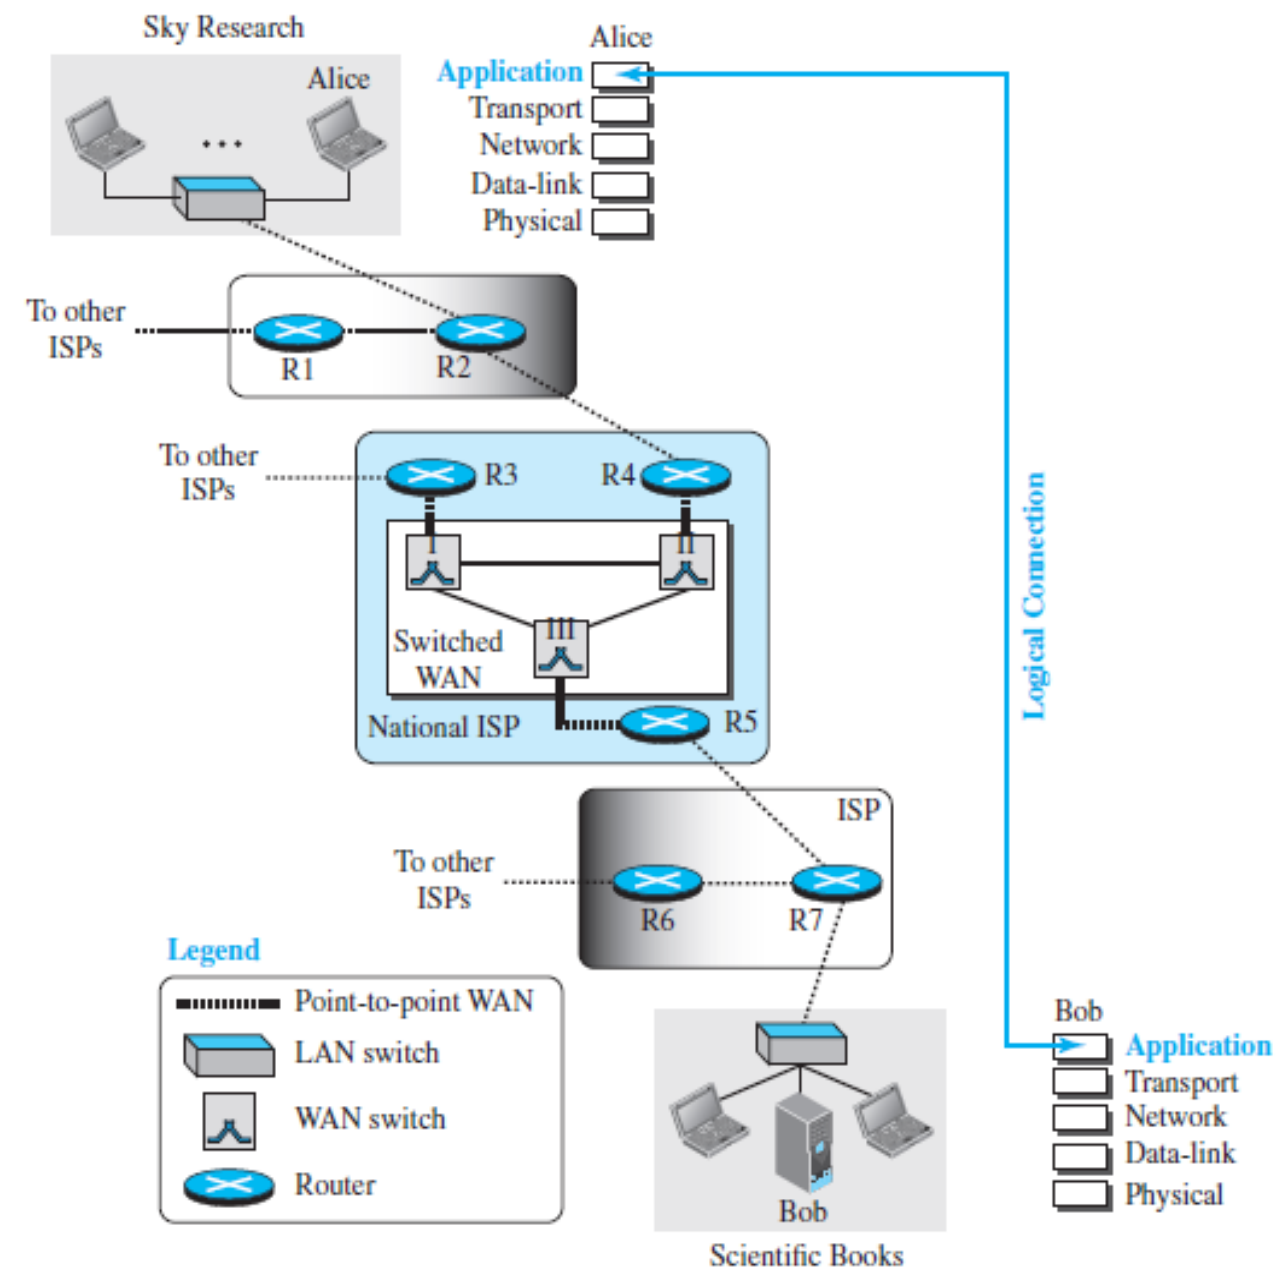 Sky Research
Alice
Alice
Application
Transport
Network
Data-link
Physical
To other
ISPs
R1
R2
To other
ISPs
R3
R4
I
II
III
Switched
WAN
National ISP
R5
Logical Connection
ISP
To other
ISPs
R6
R7
Legend
Point-to-point WAN
LAN switch
WAN switch
Router
Bob
Application
Transport
Network
Data-link
Physical
Bob
Scientific Books